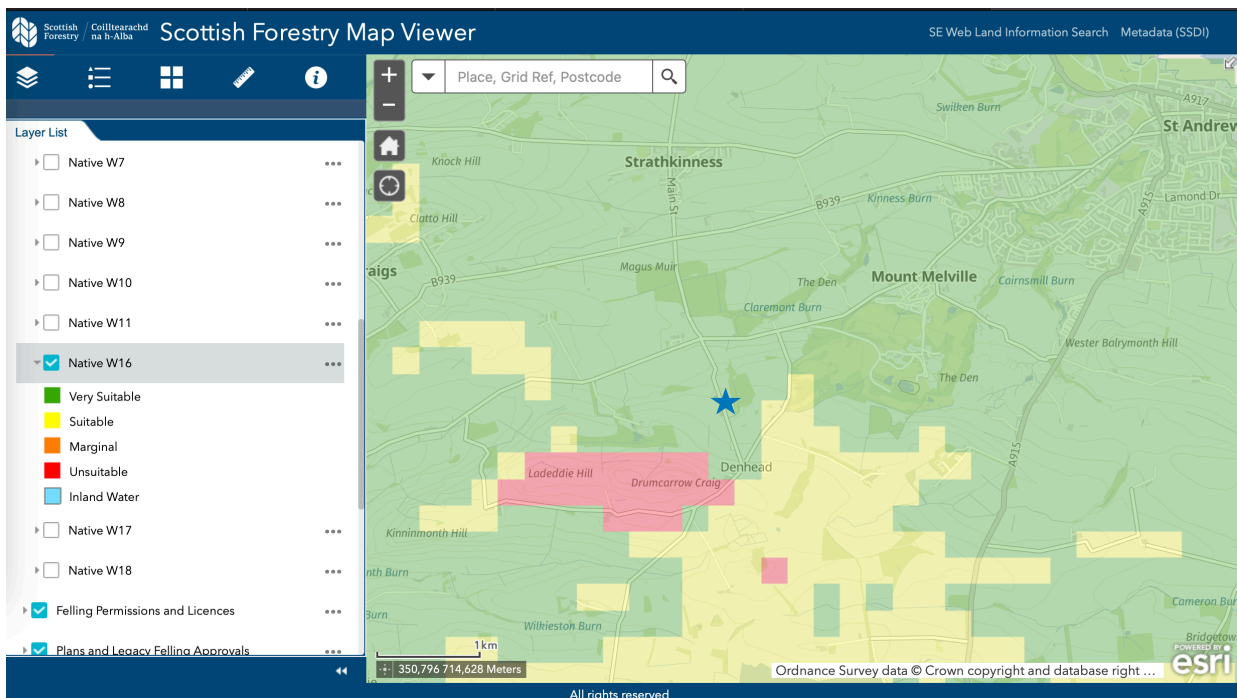 Scottish Forestry / Coilltearachd na h-Alba
Scottish Forestry Map Viewer
SE Web Land Information Search
Metadata (SSDI)
Place, Grid Ref, Postcode
Layer List
Native W7
Native W8
Native W9
Native W10
Native W11
Native W16
Very Suitable
Suitable
Marginal
Unsuitable
Inland Water
Native W17
Native W18
Felling Permissions and Licences
Plans and Legacy Felling Approvals
Swilken Burn
A917
St Andrew
Knock Hill
Strathkinness
Main St
B939
Kinness Burn
A915
Lamond Dr
Clatto Hill
aigs
B939
Magus Muir
The Den
Mount Melville
Cairnsmill Burn
Claremont Burn
Wester Balrymonth Hill
The Den
Ladeddie Hill
Drumcarrow Craig
Denhead
A915
Kinninmonth Hill
nth Burn
Burn
Wilkieston Burn
Cameron Bur
Bridgetow
1km
350,796 714,628 Meters
Ordnance Survey data © Crown copyright and database right ...
POWERED BY
esri
All rights reserved